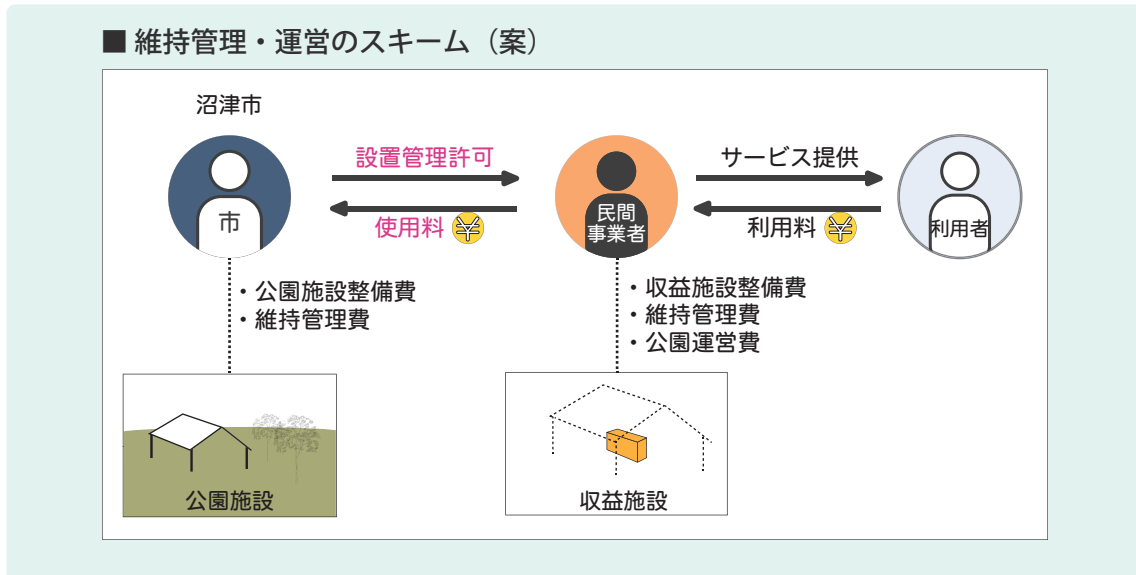 ■ 維持管理・運営のスキーム（案）
沼津市
市
設置管理許可
使用料 ¥
民間
事業者
サービス提供
利用料 ¥
利用者
・公園施設整備費
・維持管理費
・収益施設整備費
・維持管理費
・公園運営費
公園施設
収益施設